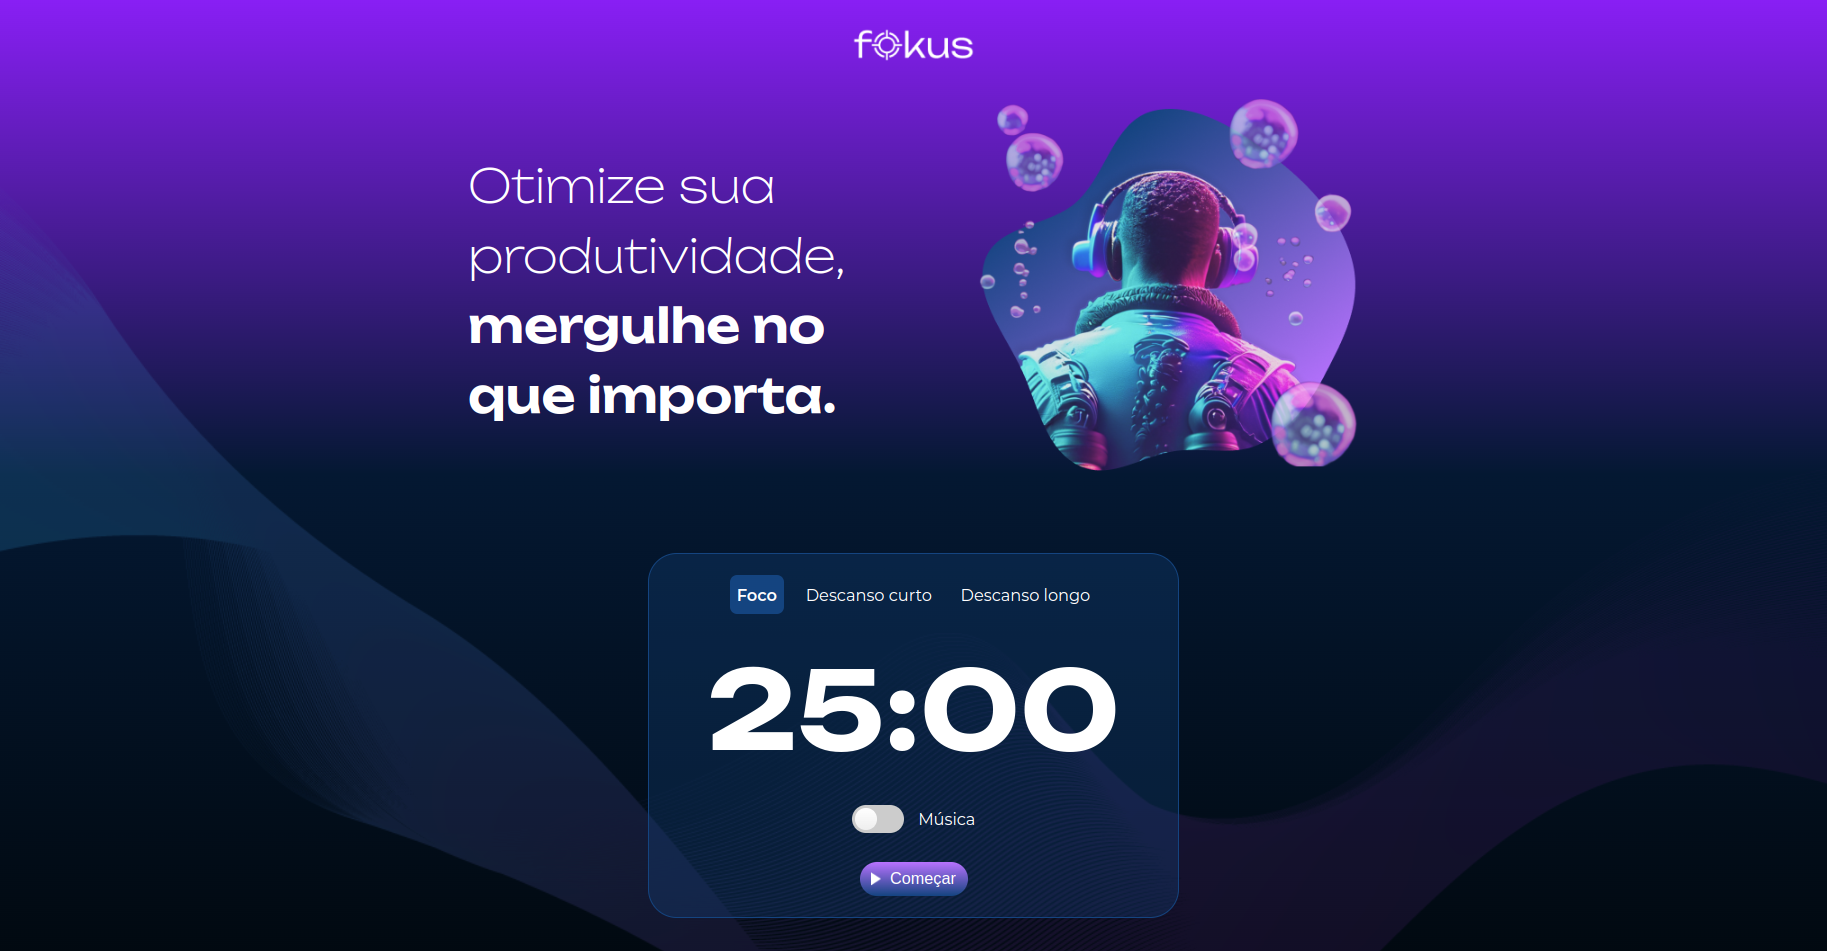 fokus
Otimize sua
produtividade,
mergulhe no
que importa.
Foco Descanso curto Descanso longo
25:00
Música
Começar